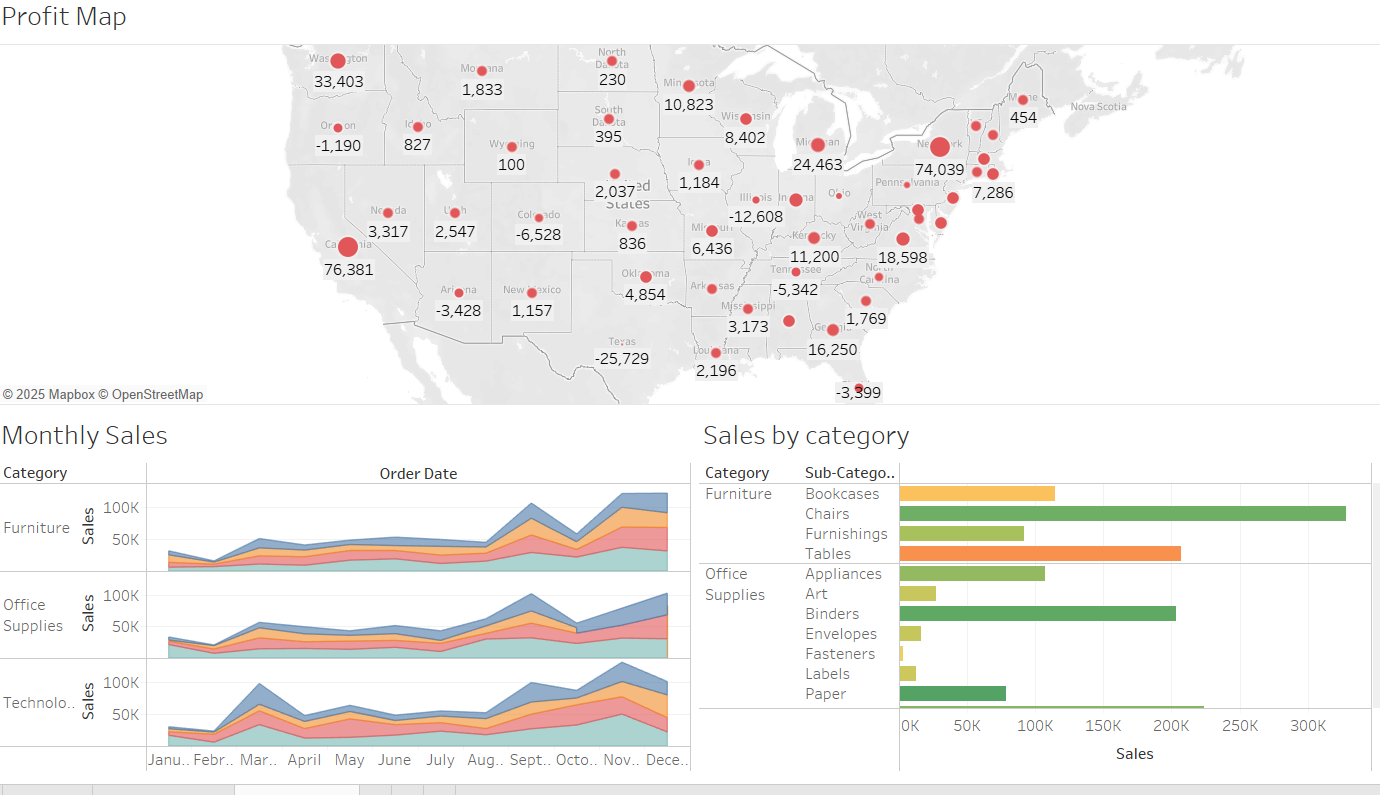 Profit Map
Washington
33,403
Montana
1,833
North
Dakota
230
Minnesota
10,823
Maine
454
Nova Scotia
Oregon
-1,190
Idaho
827
Wyoming
100
South
Dakota
395
Wisconsin
8,402
Michigan
24,463
New York
74,039
7,286
2,037
United
States
Iowa
1,184
Illinois
-12,608
Indiana
Ohio
Pennsylvania
Nevada
3,317
Utah
2,547
Colorado
-6,528
Kansas
836
Missouri
6,436
Kentucky
11,200
West
Virginia
18,598
California
76,381
Arizona
-3,428
New Mexico
1,157
Oklahoma
4,854
Arkansas
Tennessee
-5,342
North
Carolina
1,769
Mississippi
3,173
Georgia
16,250
Texas
-25,729
Louisiana
2,196
-3,399
© 2025 Mapbox © OpenStreetMap
Monthly Sales
Category
Order Date
Furniture
Sales
100K
50K
Office
Supplies
Sales
100K
50K
Technolo..
Sales
100K
50K
Janu.. Febr.. Mar.. April May June July Aug.. Sept.. Octo.. Nov.. Dece..
Sales by category
Category Sub-Catego..
Furniture Bookcases
Chairs
Furnishings
Tables
Office Appliances
Supplies Art
Binders
Envelopes
Fasteners
Labels
Paper
0K 50K 100K 150K 200K 250K 300K
Sales